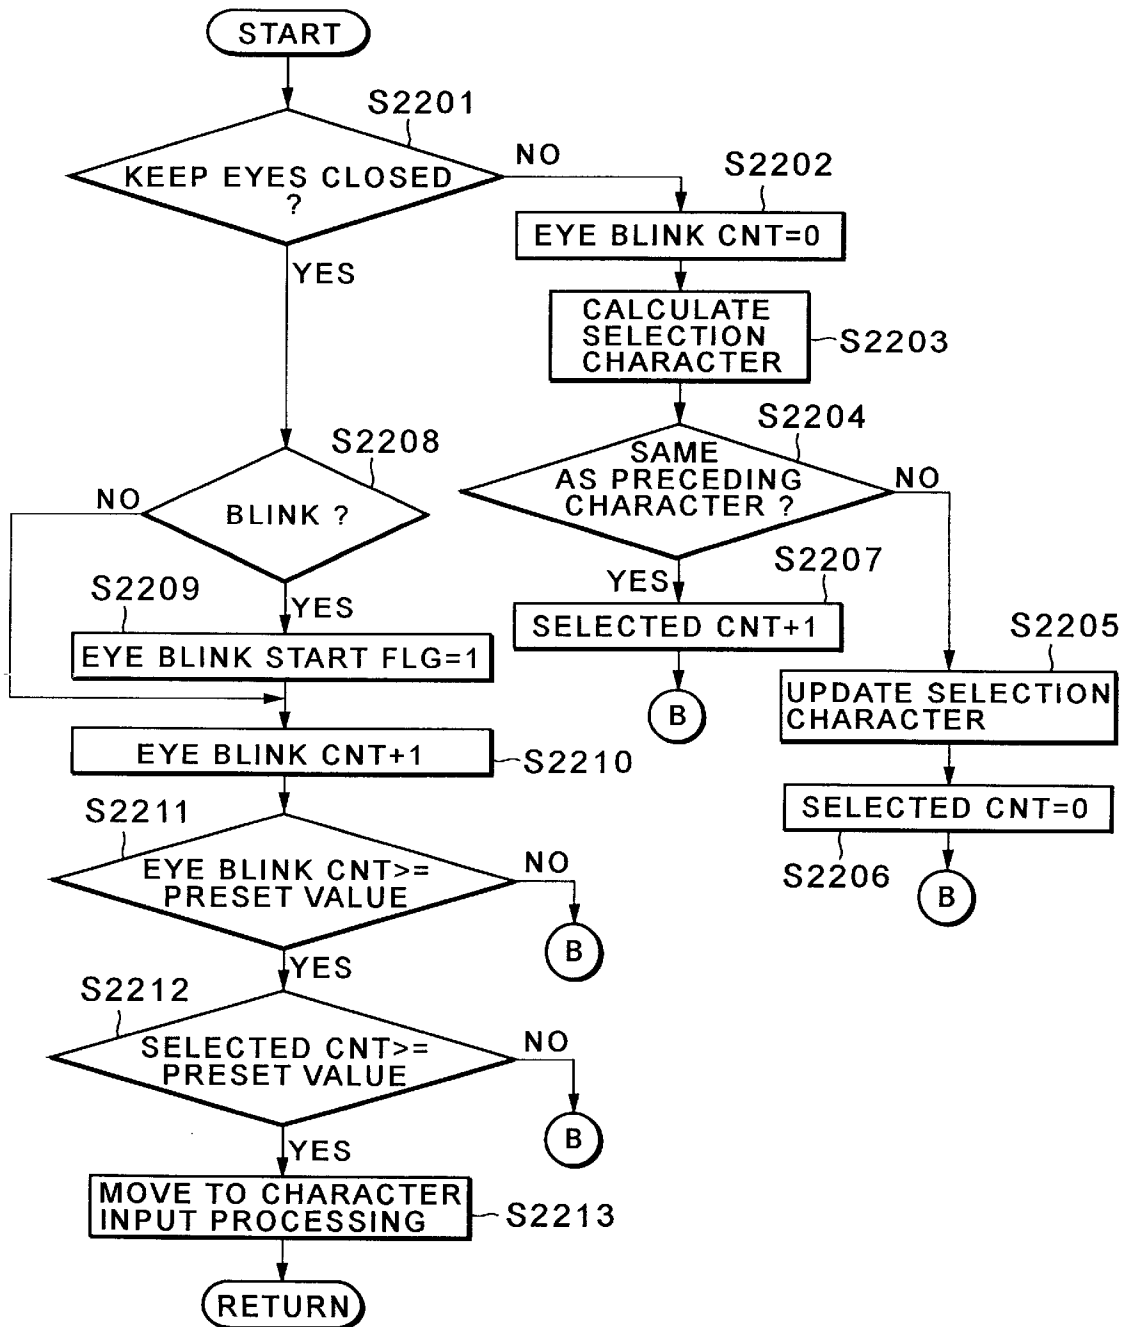 START
S2201
KEEP EYES CLOSED
?
NO
YES
S2202
EYE BLINK CNT=0
CALCULATE
SELECTION
CHARACTER
S2203
S2204
SAME
AS PRECEDING
CHARACTER ?
NO
YES
S2207
SELECTED CNT+1
B
S2205
UPDATE SELECTION
CHARACTER
SELECTED CNT=0
S2206
B
S2208
BLINK ?
NO
YES
S2209
EYE BLINK START FLG=1
EYE BLINK CNT+1
S2210
S2211
EYE BLINK CNT>=
PRESET VALUE
NO
B
YES
S2212
SELECTED CNT>=
PRESET VALUE
NO
B
YES
MOVE TO CHARACTER
INPUT PROCESSING
S2213
RETURN